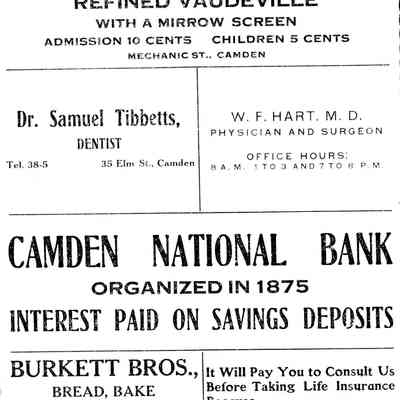 REFINED VAUDEVILLE
WITH A MIRROW SCREEN
ADMISSION 10 CENTS CHILDREN 5 CENTS
MECHANIC ST., CAMDEN
Dr. Samuel Tibbetts,
DENTIST
Tel. 38-5 35 Elm St., Camden
W. F. HART, M. D.
PHYSICIAN AND SURGEON
OFFICE HOURS:
8 A. M. 1 TO 3 AND 7 TO 8 P. M.
CAMDEN NATIONAL BANK
ORGANIZED IN 1875
INTEREST PAID ON SAVINGS DEPOSITS
BURKETT BROS.,
BREAD, BAKE
It Will Pay You to Consult Us
Before Taking Life Insurance